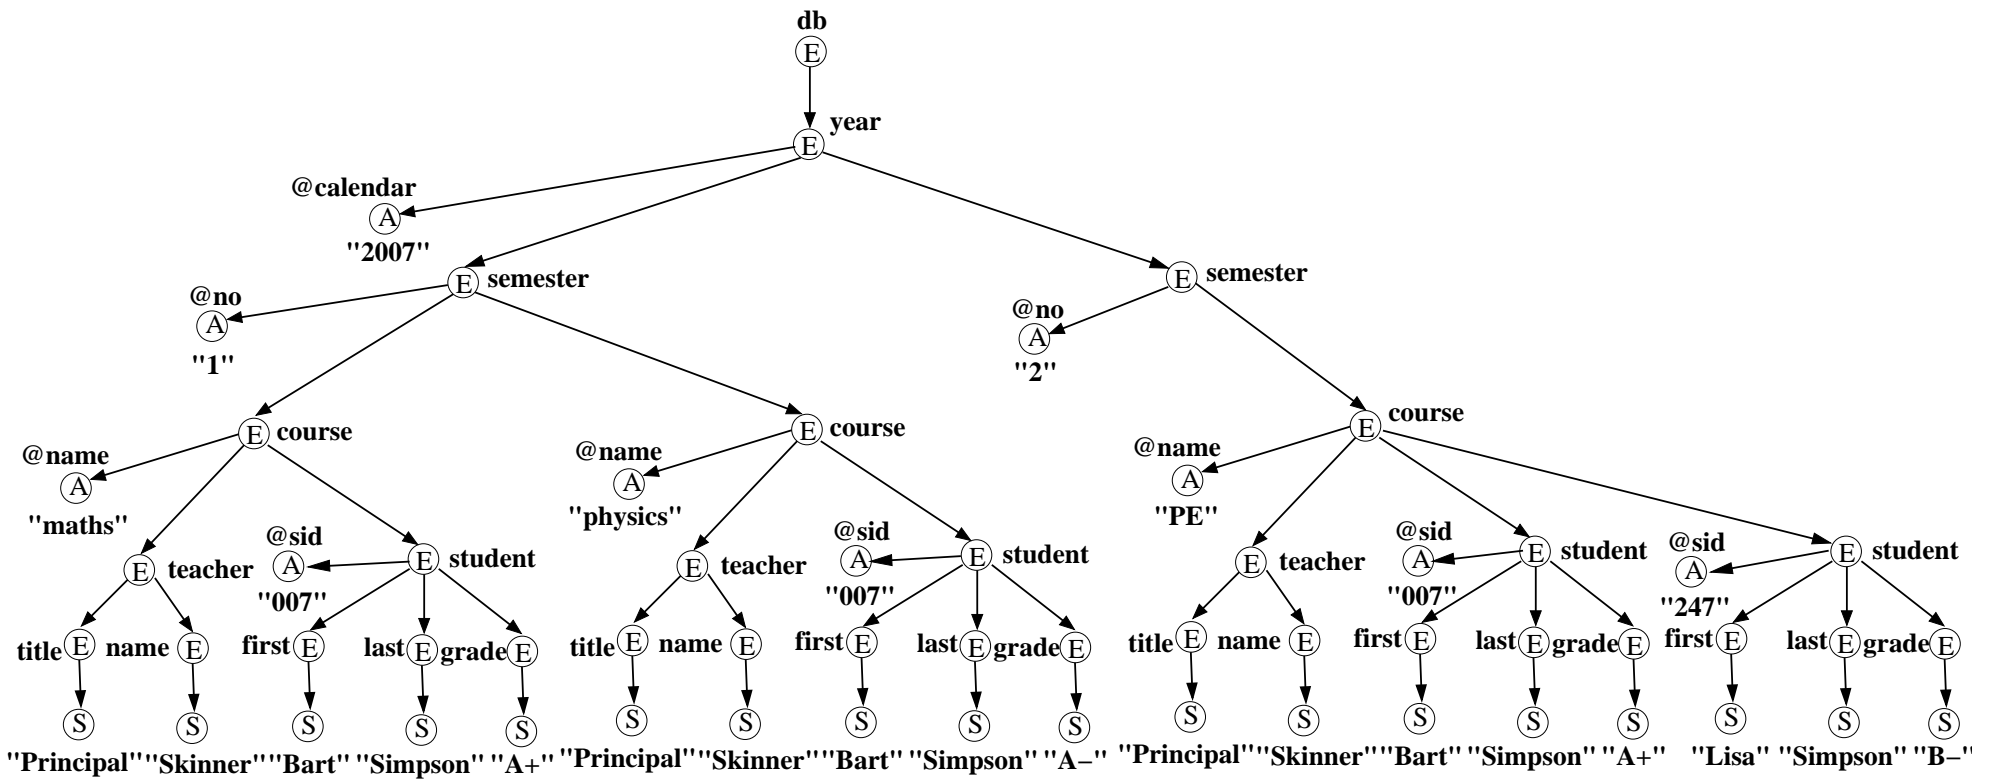 db
E
year
E
@calendar
A
"2007"
E semester
E semester
@no
A
"1"
@no
A
"2"
E course
E course
E course
@name
A
"maths"
@name
A
"physics"
@name
A
"PE"
E teacher
@sid
A
"007"
E student
E teacher
@sid
A
"007"
E student
E teacher
@sid
A
"007"
E student
@sid
A
"247"
E student
title E name E first E last E grade E
title E name E first E last E grade E
title E name E first E last E grade E
first E last E grade E
S S S S S S S S S S S S S S S S S S
"Principal" "Skinner" "Bart" "Simpson" "A+" "Principal" "Skinner" "Bart" "Simpson" "A−" "Principal" "Skinner" "Bart" "Simpson" "A+" "Lisa" "Simpson" "B−"